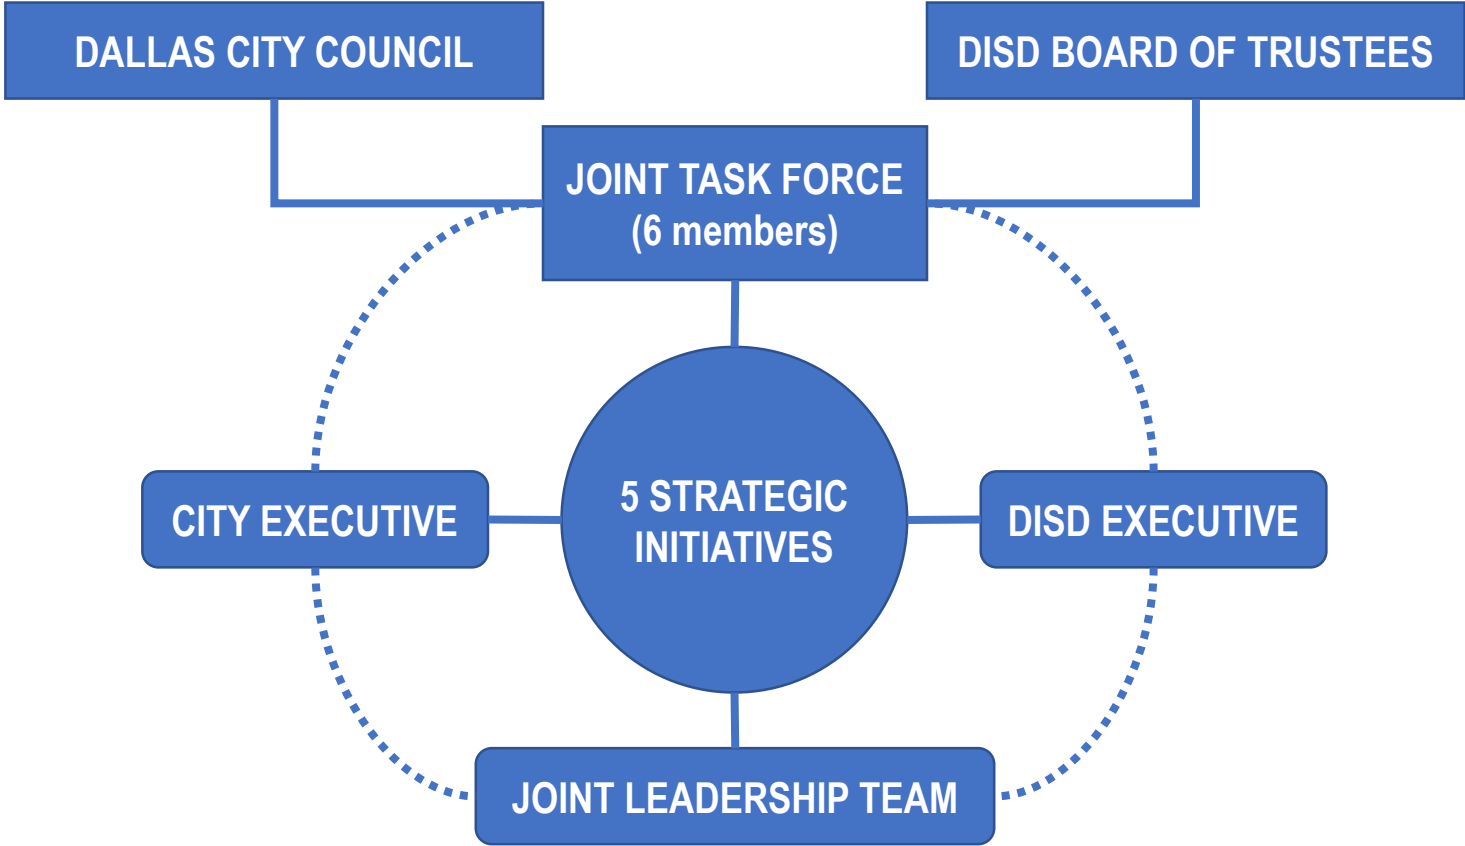 DALLAS CITY COUNCIL
DISD BOARD OF TRUSTEES
JOINT TASK FORCE
(6 members)
5 STRATEGIC
INITIATIVES
CITY EXECUTIVE
DISD EXECUTIVE
JOINT LEADERSHIP TEAM